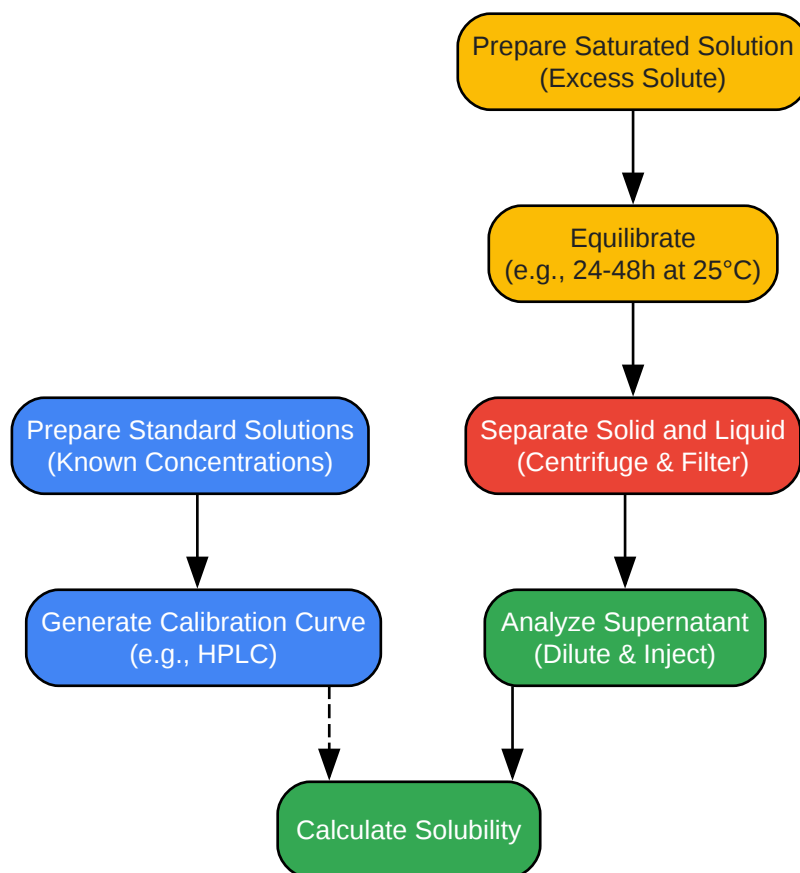 Prepare Saturated Solution
(Excess Solute)
Equilibrate
(e.g., 24-48h at 25°C)
Prepare Standard Solutions
(Known Concentrations)
Separate Solid and Liquid
(Centrifuge & Filter)
Generate Calibration Curve
(e.g., HPLC)
Analyze Supernatant
(Dilute & Inject)
Calculate Solubility